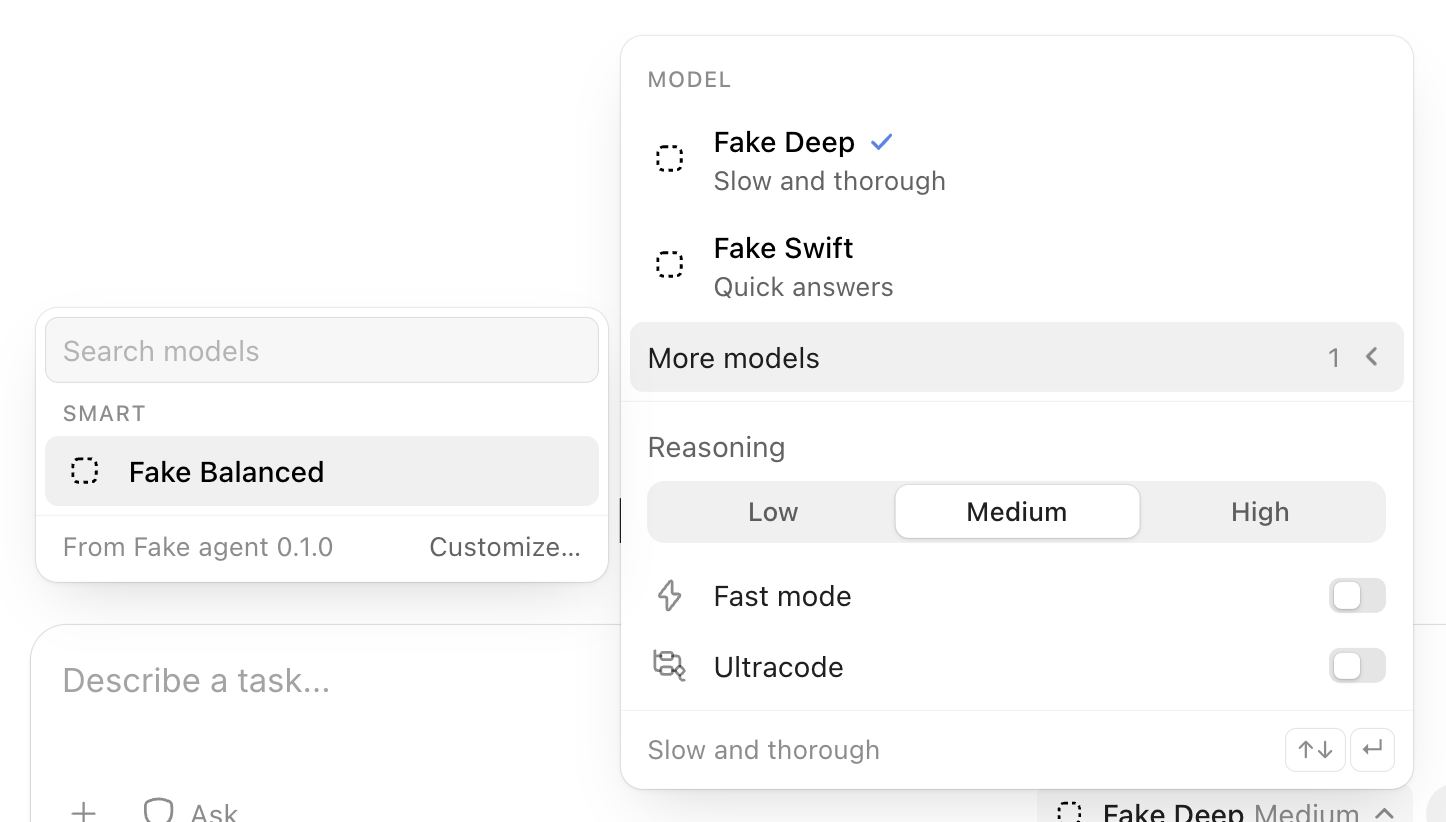 MODEL
Fake Deep
Slow and thorough
Fake Swift
Quick answers
More models 1
Reasoning
Low Medium High
Fast mode
Ultracode
Slow and thorough
Search models
SMART
Fake Balanced
From Fake agent 0.1.0 Customize...
Describe a task...
Ask
Fake Deep Medium